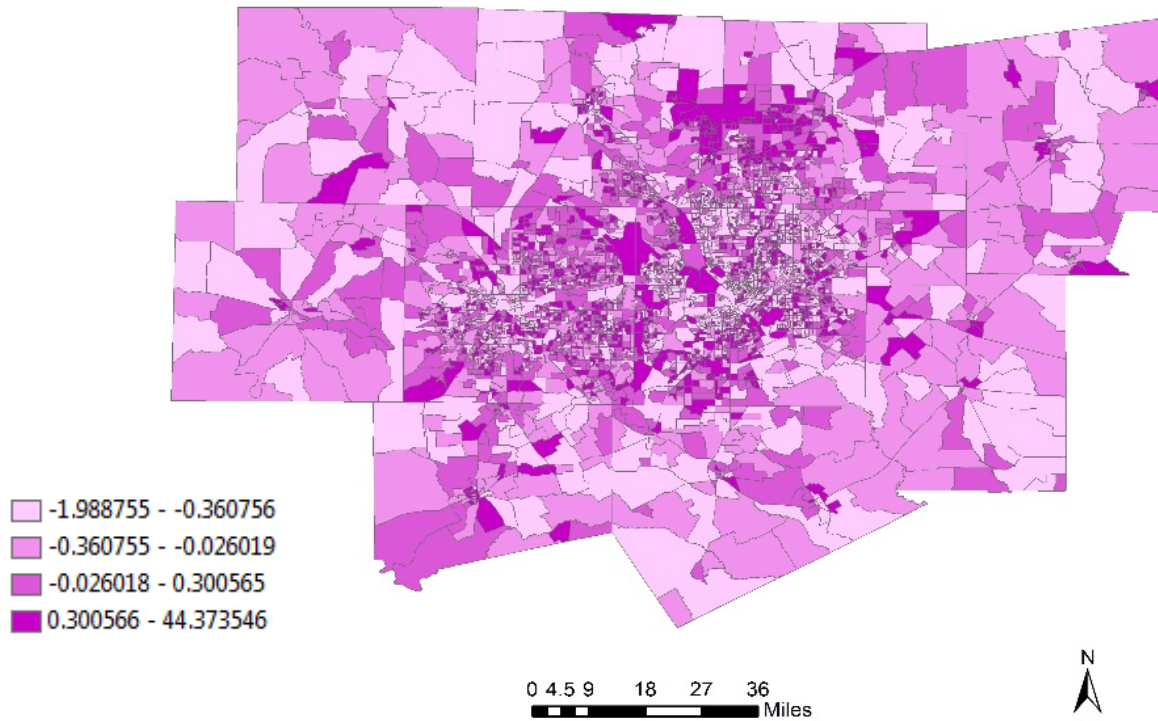 -1.988755 - -0.360756
-0.360755 - -0.026019
-0.026018 - 0.300565
0.300566 - 44.373546
N
0 4.5 9 18 27 36
Miles